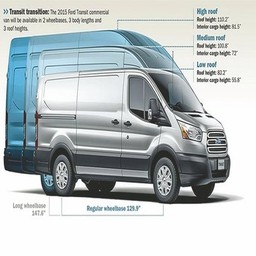 >> Transit transition: The 2015 Ford Transit commercial
van will be available in 2 wheelbases, 3 body lengths and
3 roof heights.
High roof
Roof height: 110.2"
Interior cargo height: 81.5"
Medium roof
Roof height: 100.8"
Interior cargo height: 72"
Low roof
Roof height: 83.2"
Interior cargo height: 55.8"
Long wheelbase
147.6"
Regular wheelbase 129.9"